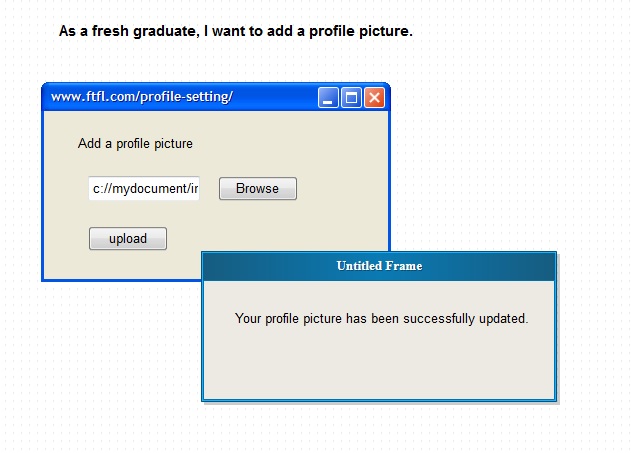 As a fresh graduate, I want to add a profile picture.
www.ftfl.com/profile-setting/
Add a profile picture
c://mydocument/ir
Browse
upload
Untitled Frame
Your profile picture has been successfully updated.